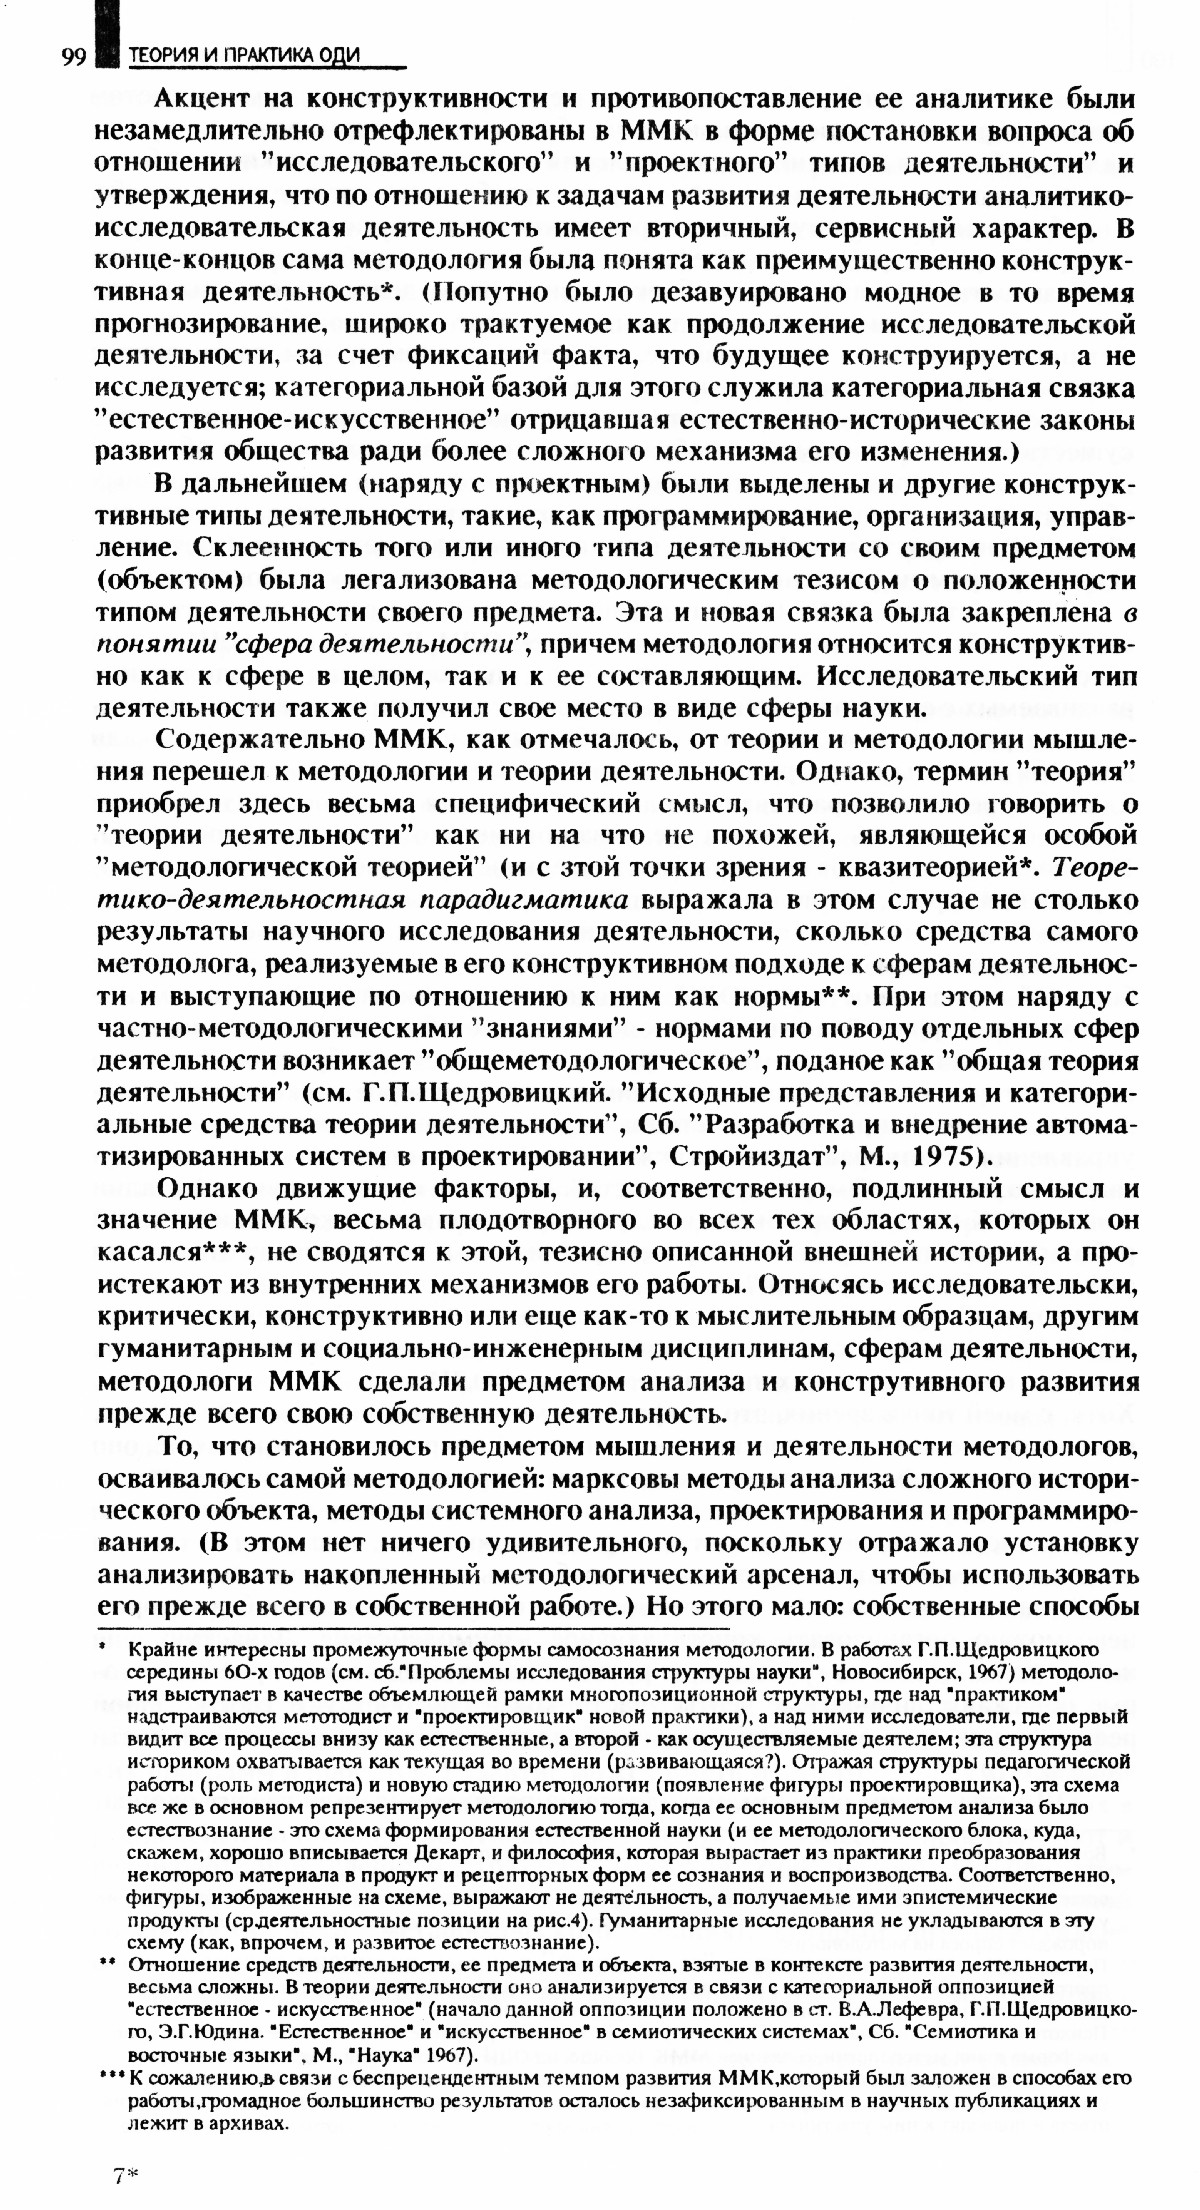 99 ТЕОРИЯ И ПРАКТИКА ОДИ
Акцент на конструктивности и противопоставление ее аналитике были
незамедлительно отрефлектированы в ММК в форме постановки вопроса об
отношении ”исследовательского” и ”проектного” типов деятельности” и
утверждения, что по отношению к задачам развития деятельности аналитико-
исследовательская деятельность имеет вторичный, сервисный характер. В
конце-концов сама методология была понята как преимущественно конструк-
тивная деятельность*. (Попутно было дезавуировано модное в то время
прогнозирование, широко трактуемое как продолжение исследовательской
деятельности, за счет фиксаций факта, что будущее конструируется, а не
исследуется; категориальной базой для этого служила категориальная связка
”естественное-искусственное” отрицавшая естественно-исторические законы
развития общества ради более сложного механизма его изменения.)
В дальнейшем (наряду с проектным) были выделены и другие конструк-
тивные типы деятельности, такие, как программирование, организация, управ-
ление. Склеенность того или иного типа деятельности со своим предметом
(объектом) была легализована методологическим тезисом о положенности
типом деятельности своего предмета. Эта и новая связка была закреплена в
понятии ”сфера деятельности”, причем методология относится конструктив-
но как к сфере в целом, так и к ее составляющим. Исследовательский тип
деятельности также получил свое место в виде сферы науки.
Содержательно ММК, как отмечалось, от теории и методологии мышле-
ния перешел к методологии и теории деятельности. Однако, термин ”теория”
приобрел здесь весьма специфический смысл, что позволило говорить о
”теории деятельности” как ни на что не похожей, являющейся особой
”методологической теорией” (и с этой точки зрения - квазитеорией*. Теоре-
тико-деятельностная парадигматика выражала в этом случае не столько
результаты научного исследования деятельности, сколько средства самого
методолога, реализуемые в его конструктивном подходе к сферам деятельнос-
ти и выступающие по отношению к ним как нормы**. При этом наряду с
частно-методологическими ”знаниями” - нормами по поводу отдельных сфер
деятельности возникает ”общеметодологическое”, поданое как ”общая теория
деятельности” (см. Г.П.Щедровицкий. ”Исходные представления и категори-
альные средства теории деятельности”, Сб. ”Разработка и внедрение автома-
тизированных систем в проектировании”, Стройиздат”, М., 1975).
Однако движущие факторы, и, соответственно, подлинный смысл и
значение ММК, весьма плодотворного во всех тех областях, которых он
касался***, не сводятся к этой, тезисно описанной внешней истории, а про-
истекают из внутренних механизмов его работы. Относясь исследовательски,
критически, конструктивно или еще как-то к мыслительным образцам, другим
гуманитарным и социально-инженерным дисциплинам, сферам деятельности,
методологи ММК сделали предметом анализа и конструтивного развития
прежде всего свою собственную деятельность.
То, что становилось предметом мышления и деятельности методологов,
осваивалось самой методологией: марксовы методы анализа сложного истори-
ческого объекта, методы системного анализа, проектирования и программиро-
вания. (В этом нет ничего удивительного, поскольку отражало установку
анализировать накопленный методологический арсенал, чтобы использовать
его прежде всего в собственной работе.) Но этого мало: собственные способы
* Крайне интересны промежуточные формы самосознания методологии. В работах Г.П.Щедровицкого
середины 60-х годов (см. сб."Проблемы исследования структуры науки", Новосибирск, 1967) методоло-
гия выступает в качестве объемлющей рамки многопозиционной структуры, где над "практиком"
надстраиваются метотодист и "проектировщик" новой практики), а над ними исследователи, где первый
видит все процессы внизу как естественные, а второй - как осуществляемые деятелем; эта структура
историком охватывается как текущая во времени (развивающаяся?). Отражая структуры педагогической
работы (роль методиста) и новую стадию методологии (появление фигуры проектировщика), эта схема
все же в основном репрезентирует методологию тогда, когда ее основным предметом анализа было
естествознание - это схема формирования естественной науки (и ее методологического блока, куда,
скажем, хорошо вписывается Декарт, и философия, которая вырастает из практики преобразования
некоторого материала в продукт и рецепторных форм ее сознания и воспроизводства. Соответственно,
фигуры, изображенные на схеме, выражают не деятельность, а получаемые ими эпистемические
продукты (ср.деятельностные позиции на рис.4). Гуманитарные исследования не укладываются в эту
схему (как, впрочем, и развитое естествознание).
** Отношение средств деятельности, ее предмета и объекта, взятые в контексте развития деятельности,
весьма сложны. В теории деятельности оно анализируется в связи с категориальной оппозицией
"естественное - искусственное" (начало данной оппозиции положено в ст. В.А.Лефевра, Г.П.Щедровицко-
го, Э.Г.Юдина. "Естественное" и "искусственное" в семиотических системах", Сб. "Семиотика и
восточные языки", М., "Наука" 1967).
*** К сожалению,в связи с беспрецендентным темпом развития ММК,который был заложен в способах его
работы,громадное большинство результатов осталось незафиксированным в научных публикациях и
лежит в архивах.
7*